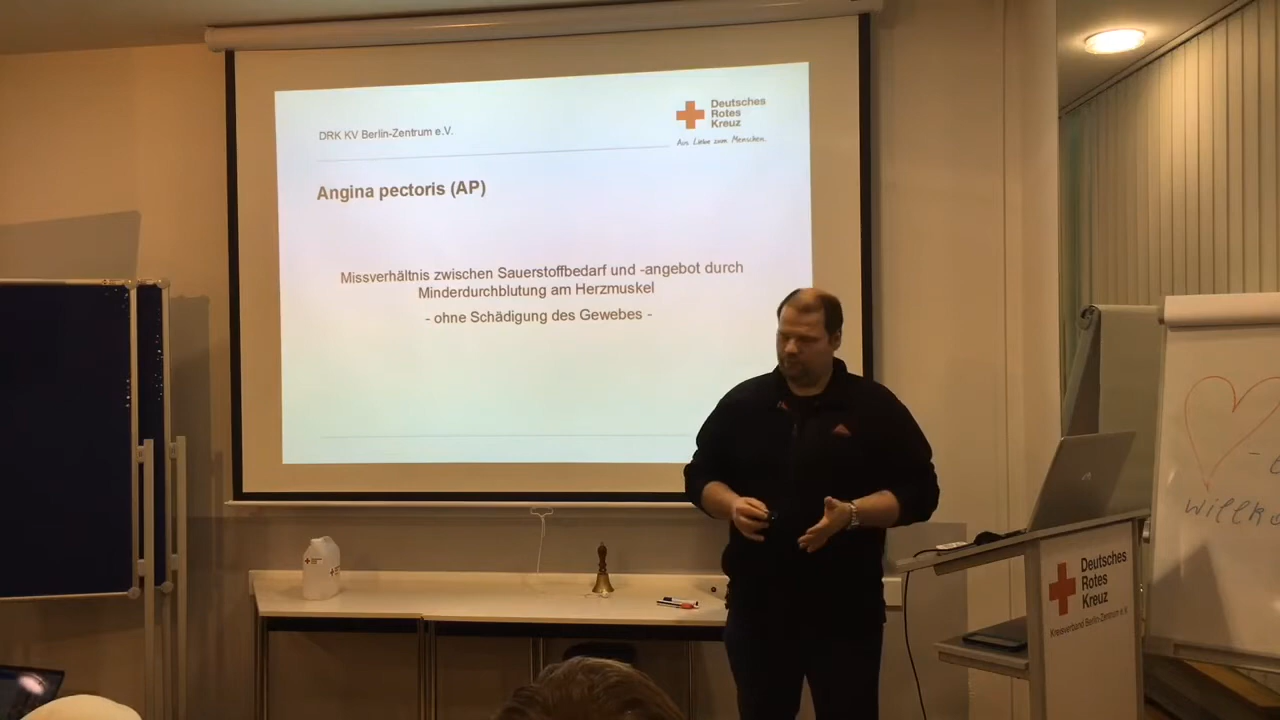 DRK KV Berlin-Zentrum e.V.
Deutsches
Rotes
Kreuz
Aus Liebe zum Menschen.
Angina pectoris (AP)
Missverhältnis zwischen Sauerstoffbedarf und -angebot durch
Minderdurchblutung am Herzmuskel
- ohne Schädigung des Gewebes -
Deutsches
Rotes
Kreuz
Kreisverband Berlin-Zentrum e.V.
willko